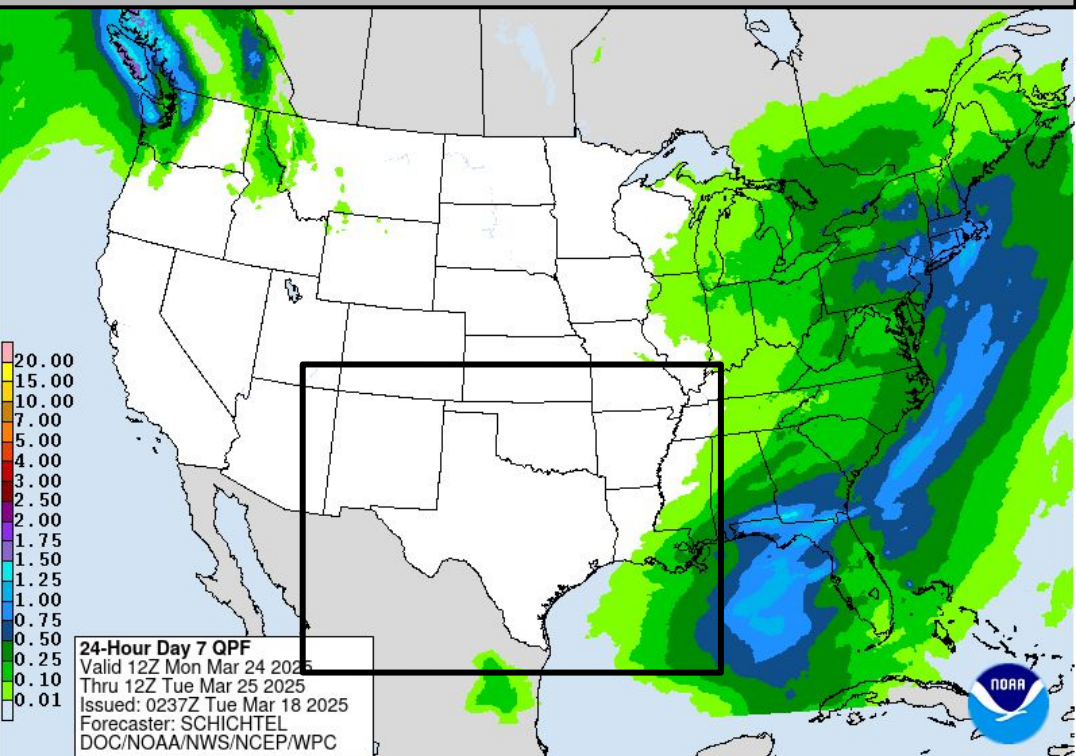 20.00
15.00
10.00
7.00
5.00
4.00
3.00
2.50
2.00
1.75
1.50
1.25
1.00
0.75
0.50
0.25
0.10
0.01
24-Hour Day 7 QPF
Valid 12Z Mon Mar 24 2025
Thru 12Z Tue Mar 25 2025
Issued: 0237Z Tue Mar 18 2025
Forecaster: SCHICHTEL
DOC/NOAA/NWS/NCEP/WPC
NOAA